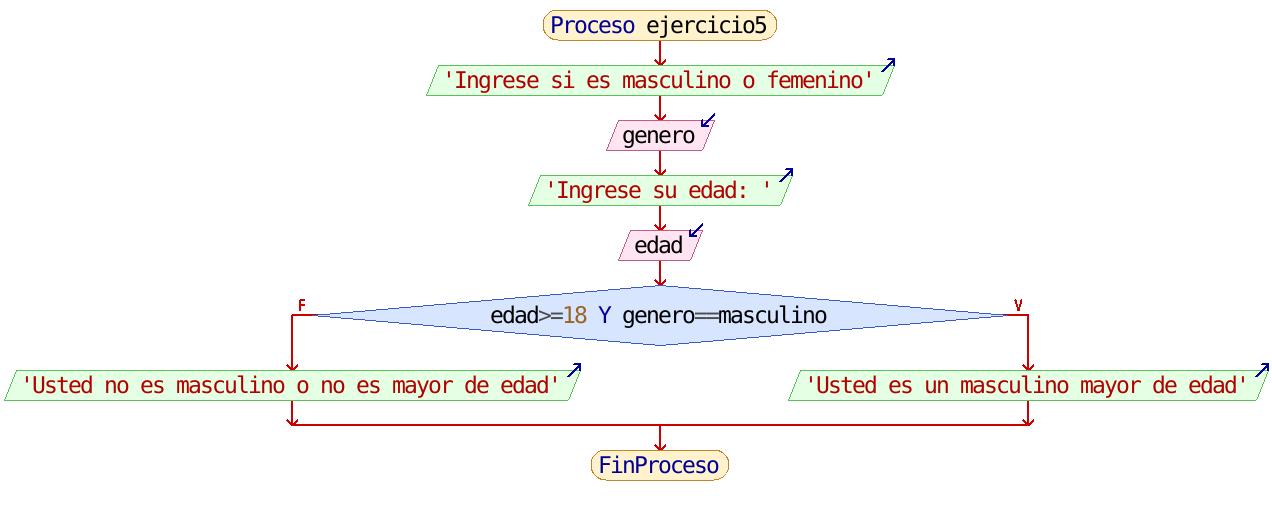 Proceso ejercicio5
'Ingrese si es masculino o femenino'
genero
'Ingrese su edad: '
edad
F
V
edad>=18 Y genero==masculino
'Usted no es masculino o no es mayor de edad'
'Usted es un masculino mayor de edad'
FinProceso